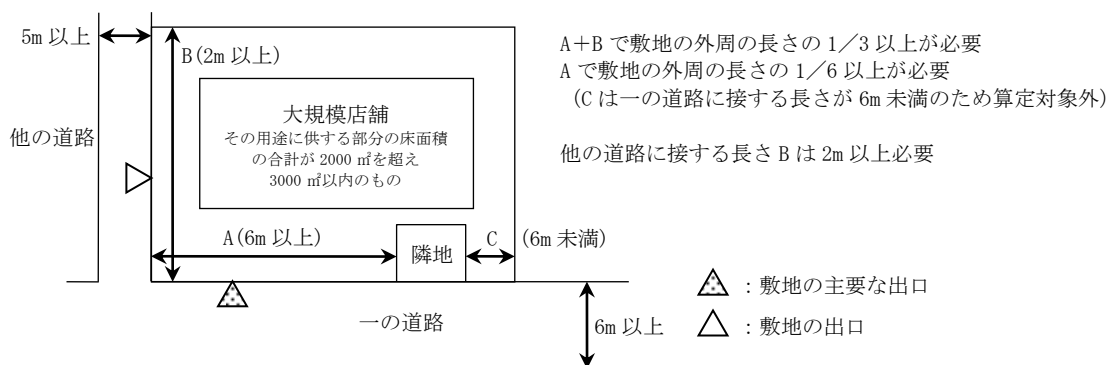 5m 以上
B(2m 以上)
他の道路
大規模店舗
その用途に供する部分の床面積
の合計が 2000 ㎡を超え
3000 ㎡以内のもの
A(6m 以上)
隣地
C
(6m 未満)
一の道路
6m 以上
A+B で敷地の外周の長さの 1/3 以上が必要
A で敷地の外周の長さの 1/6 以上が必要
(C は一の道路に接する長さが 6m 未満のため算定対象外)
他の道路に接する長さ B は 2m 以上必要
:敷地の主要な出口
:敷地の出口